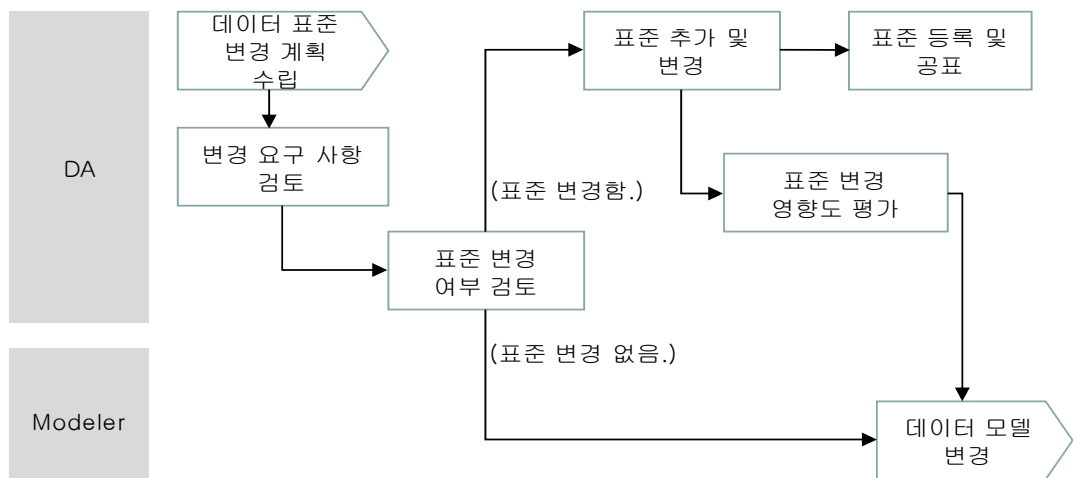 데이터 표준
변경 계획
수립
표준 추가 및
변경
표준 등록 및
공표
변경 요구 사항
검토
DA
(표준 변경함.)
표준 변경
영향도 평가
표준 변경
여부 검토
(표준 변경 없음.)
Modeler
데이터 모델
변경